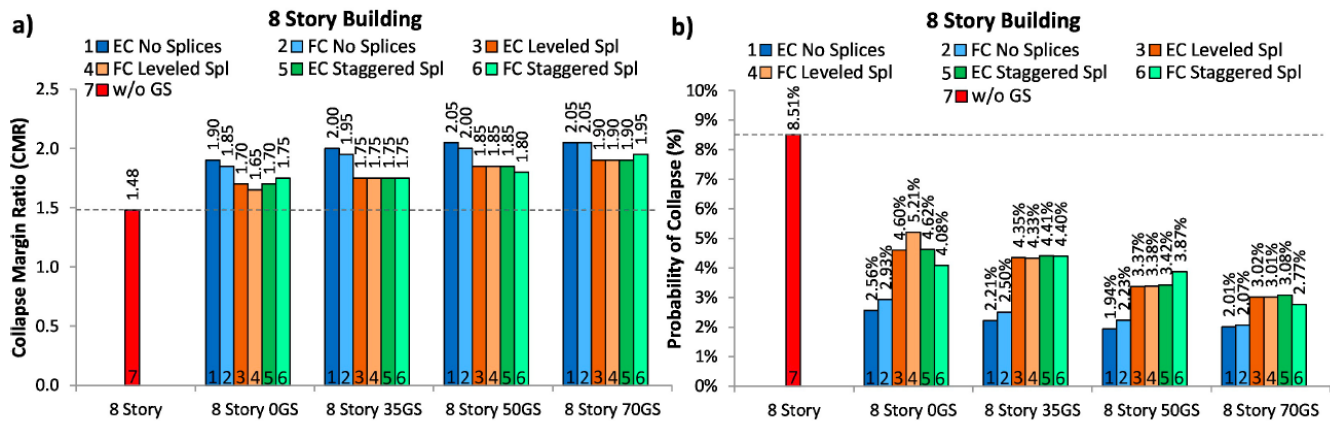 a)
8 Story Building
1 EC No Splices 2 FC No Splices 3 EC Leveled Spl
4 FC Leveled Spl 5 EC Staggered Spl 6 FC Staggered Spl
7 w/o GS
Collapse Margin Ratio (CMR)
2.5
2.0
1.5
1.0
0.5
0.0
1.48
1.90 1.85 1.70 1.65 1.70 1.75
2.00 1.95 1.75 1.75 1.75 1.75
2.05 2.00 1.85 1.85 1.85 1.80
2.05 2.05 1.90 1.90 1.90 1.95
7 1 2 3 4 5 6 1 2 3 4 5 6 1 2 3 4 5 6 1 2 3 4 5 6
8 Story 8 Story 0GS 8 Story 35GS 8 Story 50GS 8 Story 70GS
b)
8 Story Building
1 EC No Splices 2 FC No Splices 3 EC Leveled Spl
4 FC Leveled Spl 5 EC Staggered Spl 6 FC Staggered Spl
7 w/o GS
Probability of Collapse (%)
10%
9%
8%
7%
6%
5%
4%
3%
2%
1%
0%
8.51%
2.56% 2.93% 4.60% 5.21% 4.62% 4.08%
2.21% 2.50% 4.35% 4.33% 4.41% 4.40%
1.94% 2.23% 3.37% 3.38% 3.42% 3.87%
2.01% 2.07% 3.02% 3.01% 3.08% 2.77%
7 1 2 3 4 5 6 1 2 3 4 5 6 1 2 3 4 5 6 1 2 3 4 5 6
8 Story 8 Story 0GS 8 Story 35GS 8 Story 50GS 8 Story 70GS